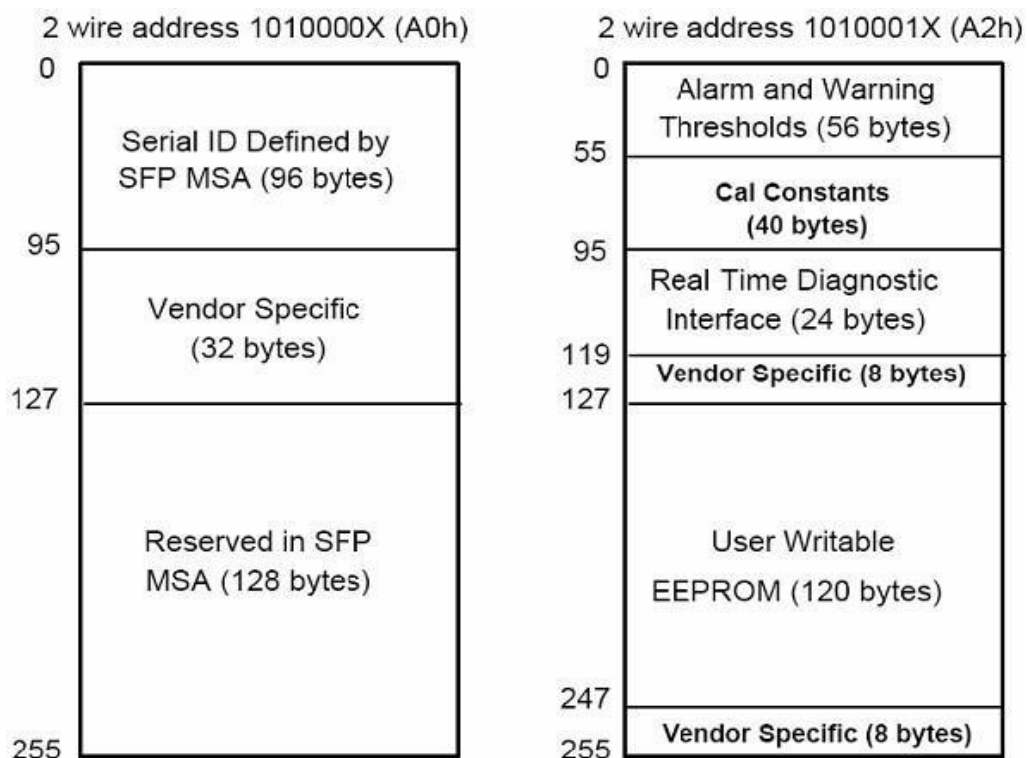 2 wire address 1010000X (A0h)
0
Serial ID Defined by
SFP MSA (96 bytes)
95
Vendor Specific
(32 bytes)
127
Reserved in SFP
MSA (128 bytes)
255
2 wire address 1010001X (A2h)
0
Alarm and Warning
Thresholds (56 bytes)
55
Cal Constants
(40 bytes)
95
Real Time Diagnostic
Interface (24 bytes)
119
Vendor Specific (8 bytes)
127
User Writable
EEPROM (120 bytes)
247
Vendor Specific (8 bytes)
255